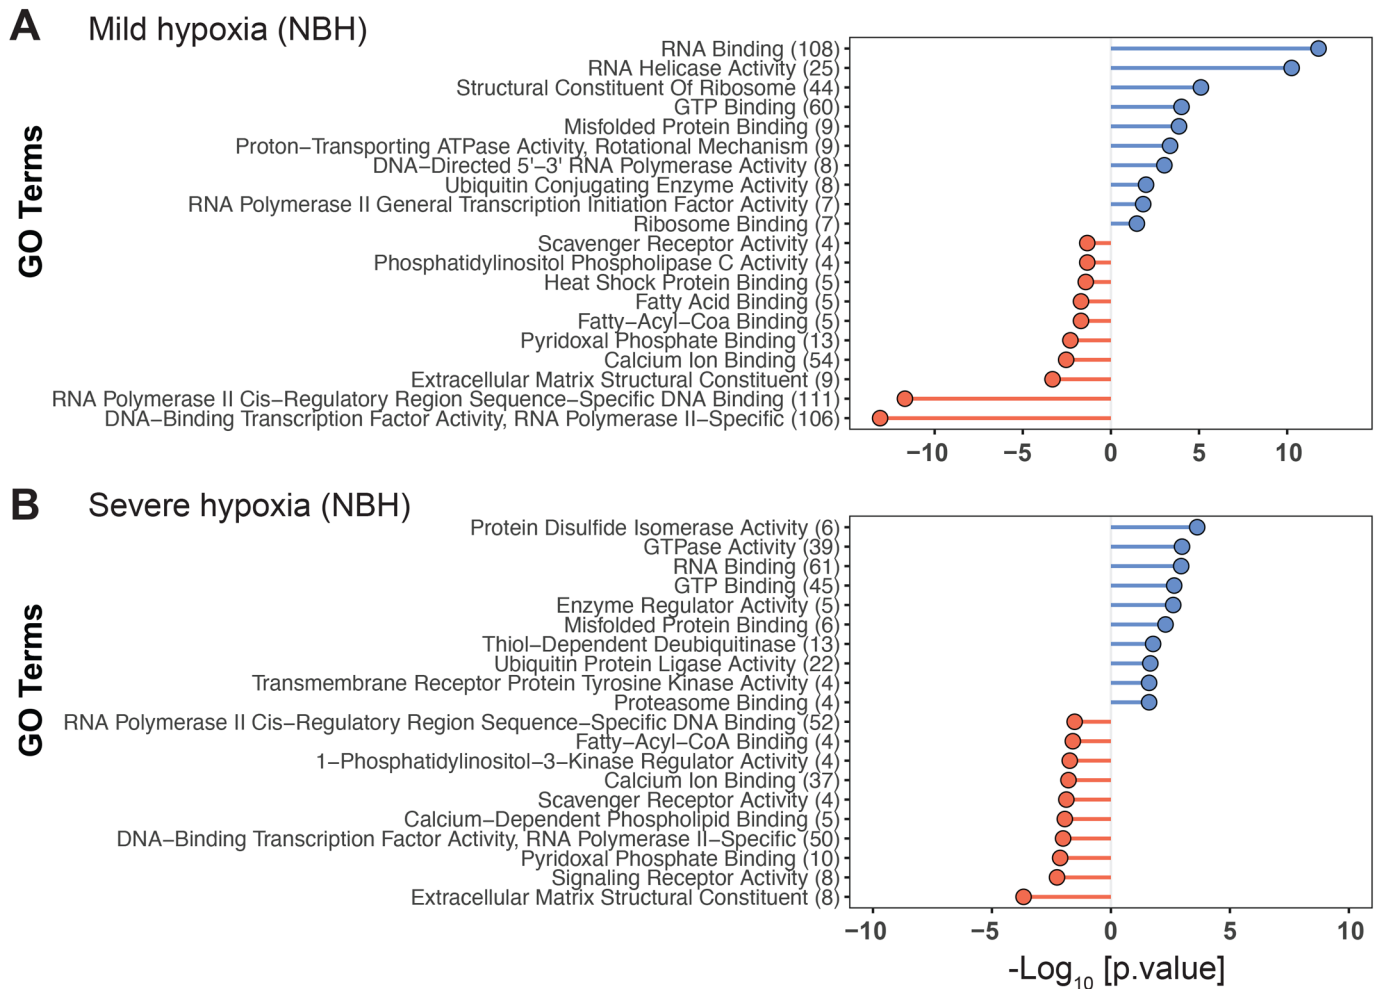 A Mild hypoxia (NBH)
GO Terms
RNA Binding (108)
RNA Helicase Activity (25)
Structural Constituent Of Ribosome (44)
GTP Binding (60)
Misfolded Protein Binding (9)
Proton−Transporting ATPase Activity, Rotational Mechanism (9)
DNA−Directed 5'−3' RNA Polymerase Activity (8)
Ubiquitin Conjugating Enzyme Activity (8)
RNA Polymerase II General Transcription Initiation Factor Activity (7)
Ribosome Binding (7)
Scavenger Receptor Activity (4)
Phosphatidylinositol Phospholipase C Activity (4)
Heat Shock Protein Binding (5)
Fatty Acid Binding (5)
Fatty−Acyl−Coa Binding (5)
Pyridoxal Phosphate Binding (13)
Calcium Ion Binding (54)
Extracellular Matrix Structural Constituent (9)
RNA Polymerase II Cis−Regulatory Region Sequence−Specific DNA Binding (111)
DNA−Binding Transcription Factor Activity, RNA Polymerase II−Specific (106)
−10 −5 0 5 10
B Severe hypoxia (NBH)
GO Terms
Protein Disulfide Isomerase Activity (6)
GTPase Activity (39)
RNA Binding (61)
GTP Binding (45)
Enzyme Regulator Activity (5)
Misfolded Protein Binding (6)
Thiol−Dependent Deubiquitinase (13)
Ubiquitin Protein Ligase Activity (22)
Transmembrane Receptor Protein Tyrosine Kinase Activity (4)
Proteasome Binding (4)
RNA Polymerase II Cis−Regulatory Region Sequence−Specific DNA Binding (52)
Fatty−Acyl−CoA Binding (4)
1−Phosphatidylinositol−3−Kinase Regulator Activity (4)
Calcium Ion Binding (37)
Scavenger Receptor Activity (4)
Calcium−Dependent Phospholipid Binding (5)
DNA−Binding Transcription Factor Activity, RNA Polymerase II−Specific (50)
Pyridoxal Phosphate Binding (10)
Signaling Receptor Activity (8)
Extracellular Matrix Structural Constituent (8)
−10 −5 0 5 10
-Log10 [p.value]